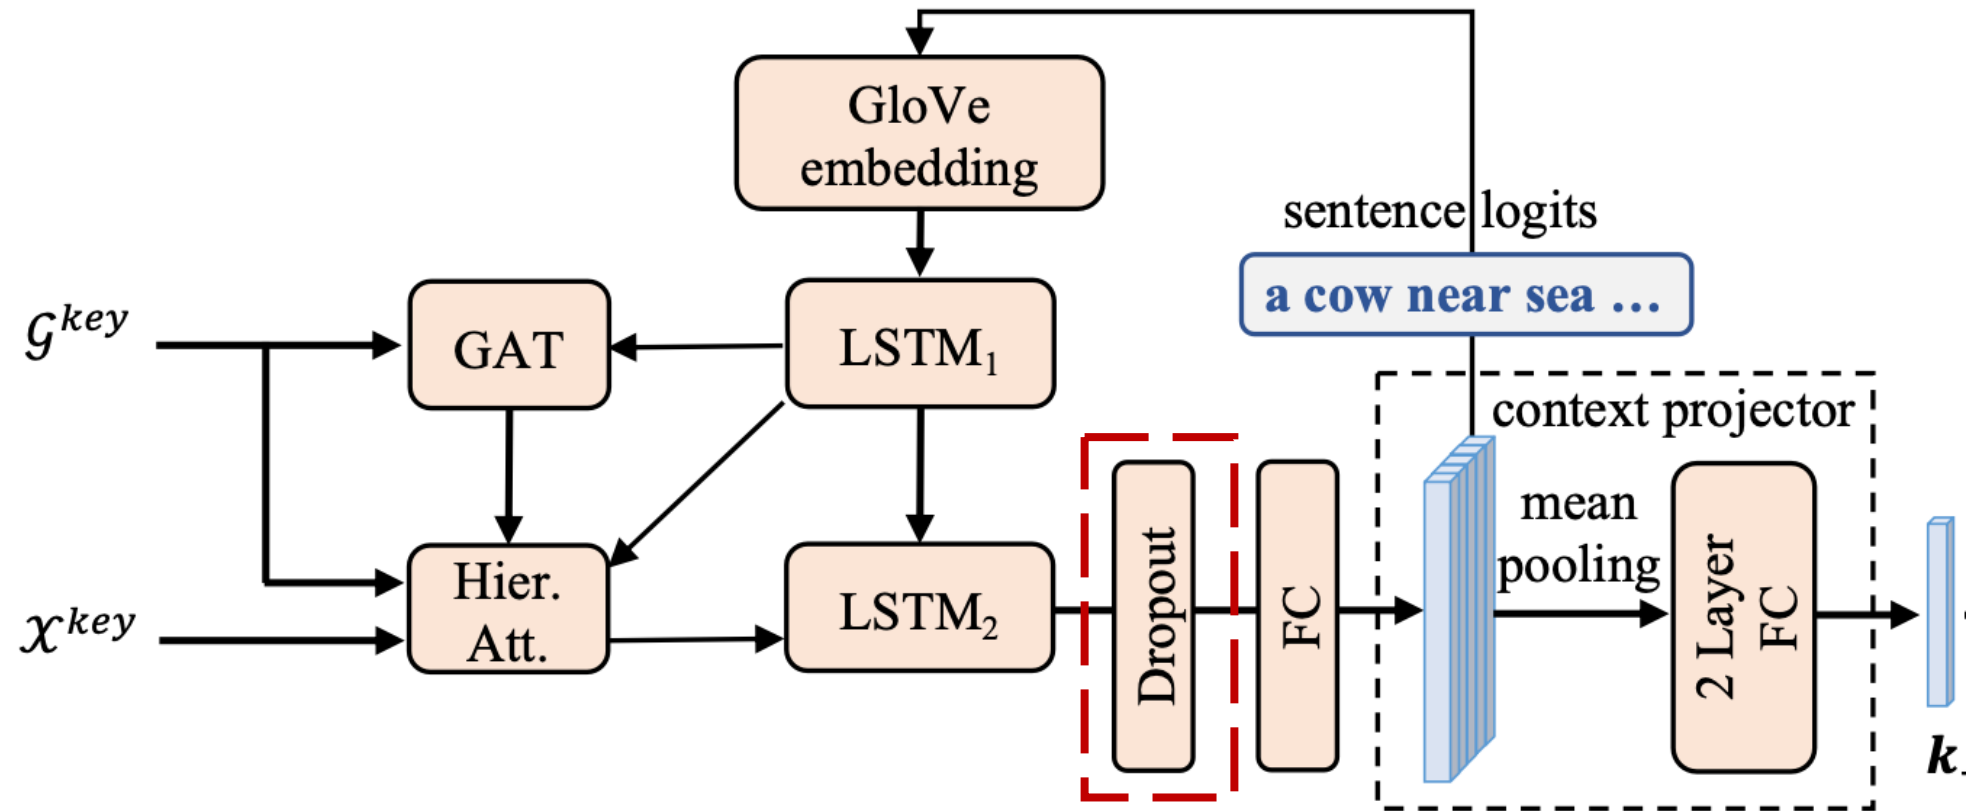 GloVe
embedding
sentence logits
a cow near sea ...
𝒢^key
GAT
LSTM₁
context projector
mean
pooling
Hier.
Att.
𝒳^key
LSTM₂
Dropout
FC
2 Layer
FC
k